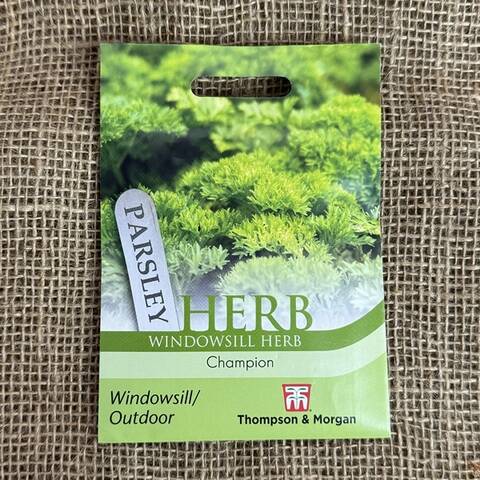 PARSLEY
HERB
WINDOWSILL HERB
Champion
Windowsill/
Outdoor
Thompson & Morgan